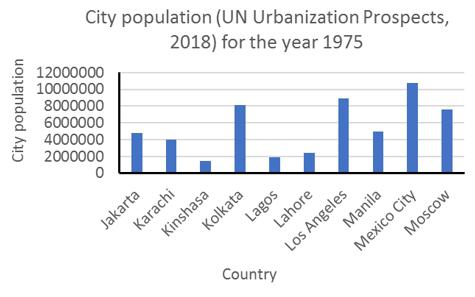 City population (UN Urbanization Prospects,
2018) for the year 1975
City population
12000000
10000000
8000000
6000000
4000000
2000000
0
Jakarta
Karachi
Kinshasa
Kolkata
Lagos
Lahore
Los Angeles
Manila
Mexico City
Moscow
Country